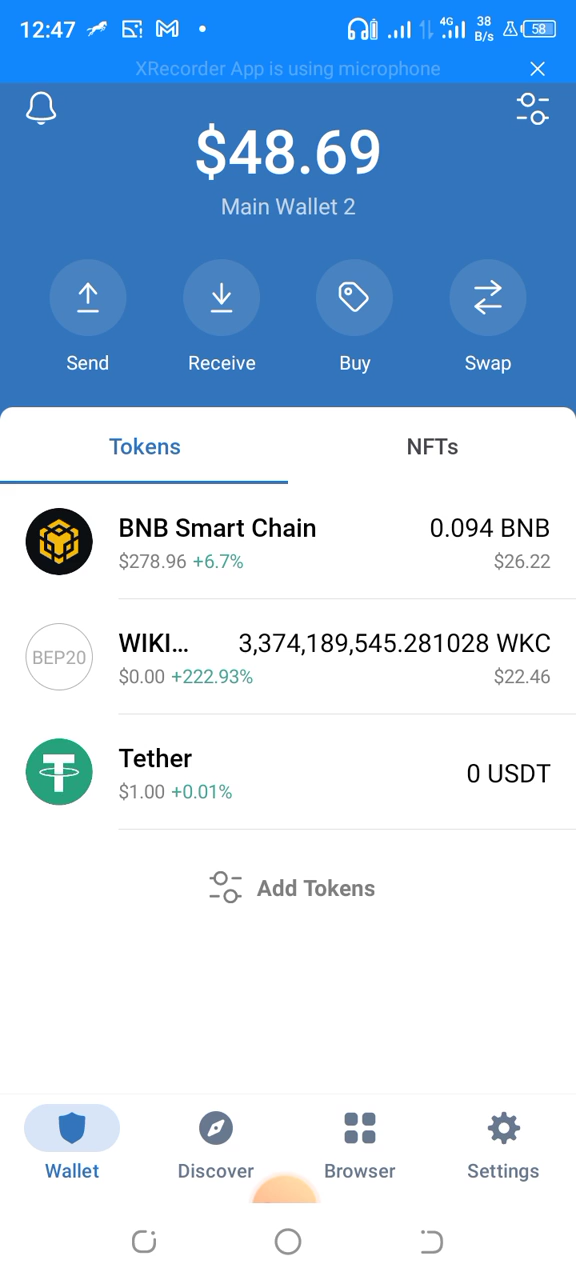 12:47
4G
38
B/s
58
XRecorder App is using microphone
$48.69
Main Wallet 2
Send Receive Buy Swap
Tokens NFTs
BNB Smart Chain 0.094 BNB
$278.96 +6.7% $26.22
BEP20
WIKI... 3,374,189,545.281028 WKC
$0.00 +222.93% $22.46
Tether
$1.00 +0.01%
0 USDT
Add Tokens
Wallet Discover Browser Settings